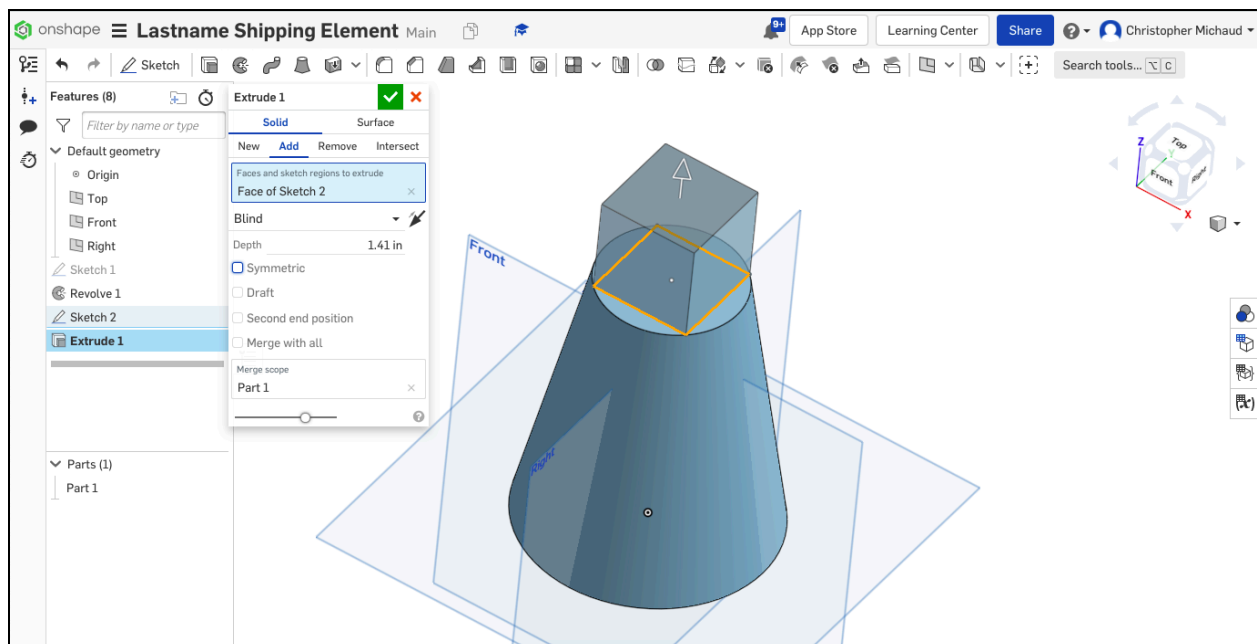 onshape Lastname Shipping Element Main 9+ App Store Learning Center Share Christopher Michaud
Sketch Search tools... ⌥ C
Features (8)
Filter by name or type
Default geometry
Origin
Top
Front
Right
Sketch 1
Revolve 1
Sketch 2
Extrude 1
Parts (1)
Part 1
Extrude 1
Solid Surface
New Add Remove Intersect
Faces and sketch regions to extrude
Face of Sketch 2
Blind
Depth 1.41 in
Symmetric
Draft
Second end position
Merge with all
Merge scope
Part 1
Front
Right
Z
Y
X
Top
Front
Right
(x)